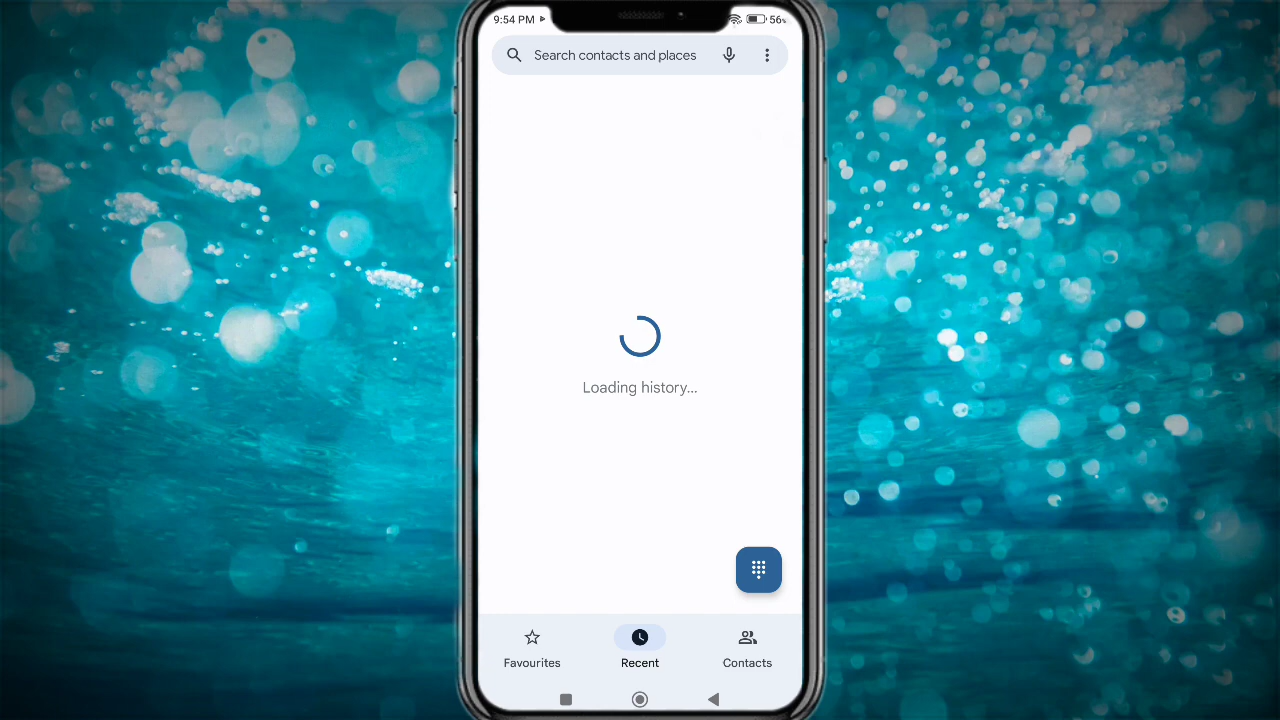 9:54 PM
56%
Search contacts and places
Loading history...
Favourites
Recent
Contacts